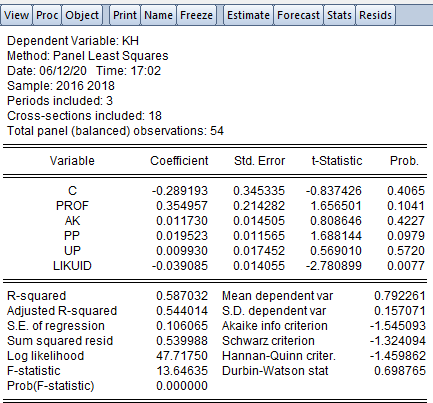 View Proc Object Print Name Freeze Estimate Forecast Stats Resids
Dependent Variable: KH
Method: Panel Least Squares
Date: 06/12/20 Time: 17:02
Sample: 2016 2018
Periods included: 3
Cross-sections included: 18
Total panel (balanced) observations: 54
Variable Coefficient Std. Error t-Statistic Prob.
C -0.289193 0.345335 -0.837426 0.4065
PROF 0.354957 0.214282 1.656501 0.1041
AK 0.011730 0.014505 0.808646 0.4227
PP 0.019523 0.011565 1.688144 0.0979
UP 0.009930 0.017452 0.569010 0.5720
LIKUID -0.039085 0.014055 -2.780899 0.0077
R-squared 0.587032 Mean dependent var 0.792261
Adjusted R-squared 0.544014 S.D. dependent var 0.157071
S.E. of regression 0.106065 Akaike info criterion -1.545093
Sum squared resid 0.539988 Schwarz criterion -1.324094
Log likelihood 47.71750 Hannan-Quinn criter. -1.459862
F-statistic 13.64635 Durbin-Watson stat 0.698765
Prob(F-statistic) 0.000000